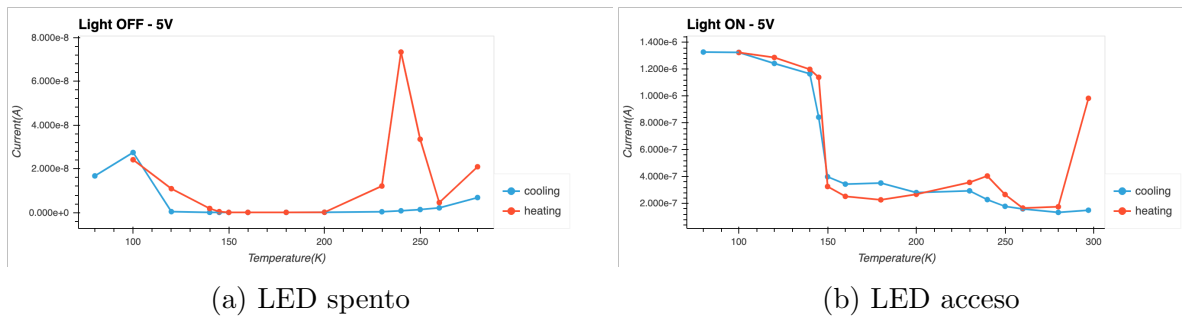 Light OFF - 5V
8.000e-8
6.000e-8
4.000e-8
2.000e-8
0.000e+0
Current(A)
100
150
200
250
Temperature(K)
cooling
heating
(a) LED spento
Light ON - 5V
1.400e-6
1.200e-6
1.000e-6
8.000e-7
6.000e-7
4.000e-7
2.000e-7
Current(A)
100
150
200
250
300
Temperature(K)
cooling
heating
(b) LED acceso